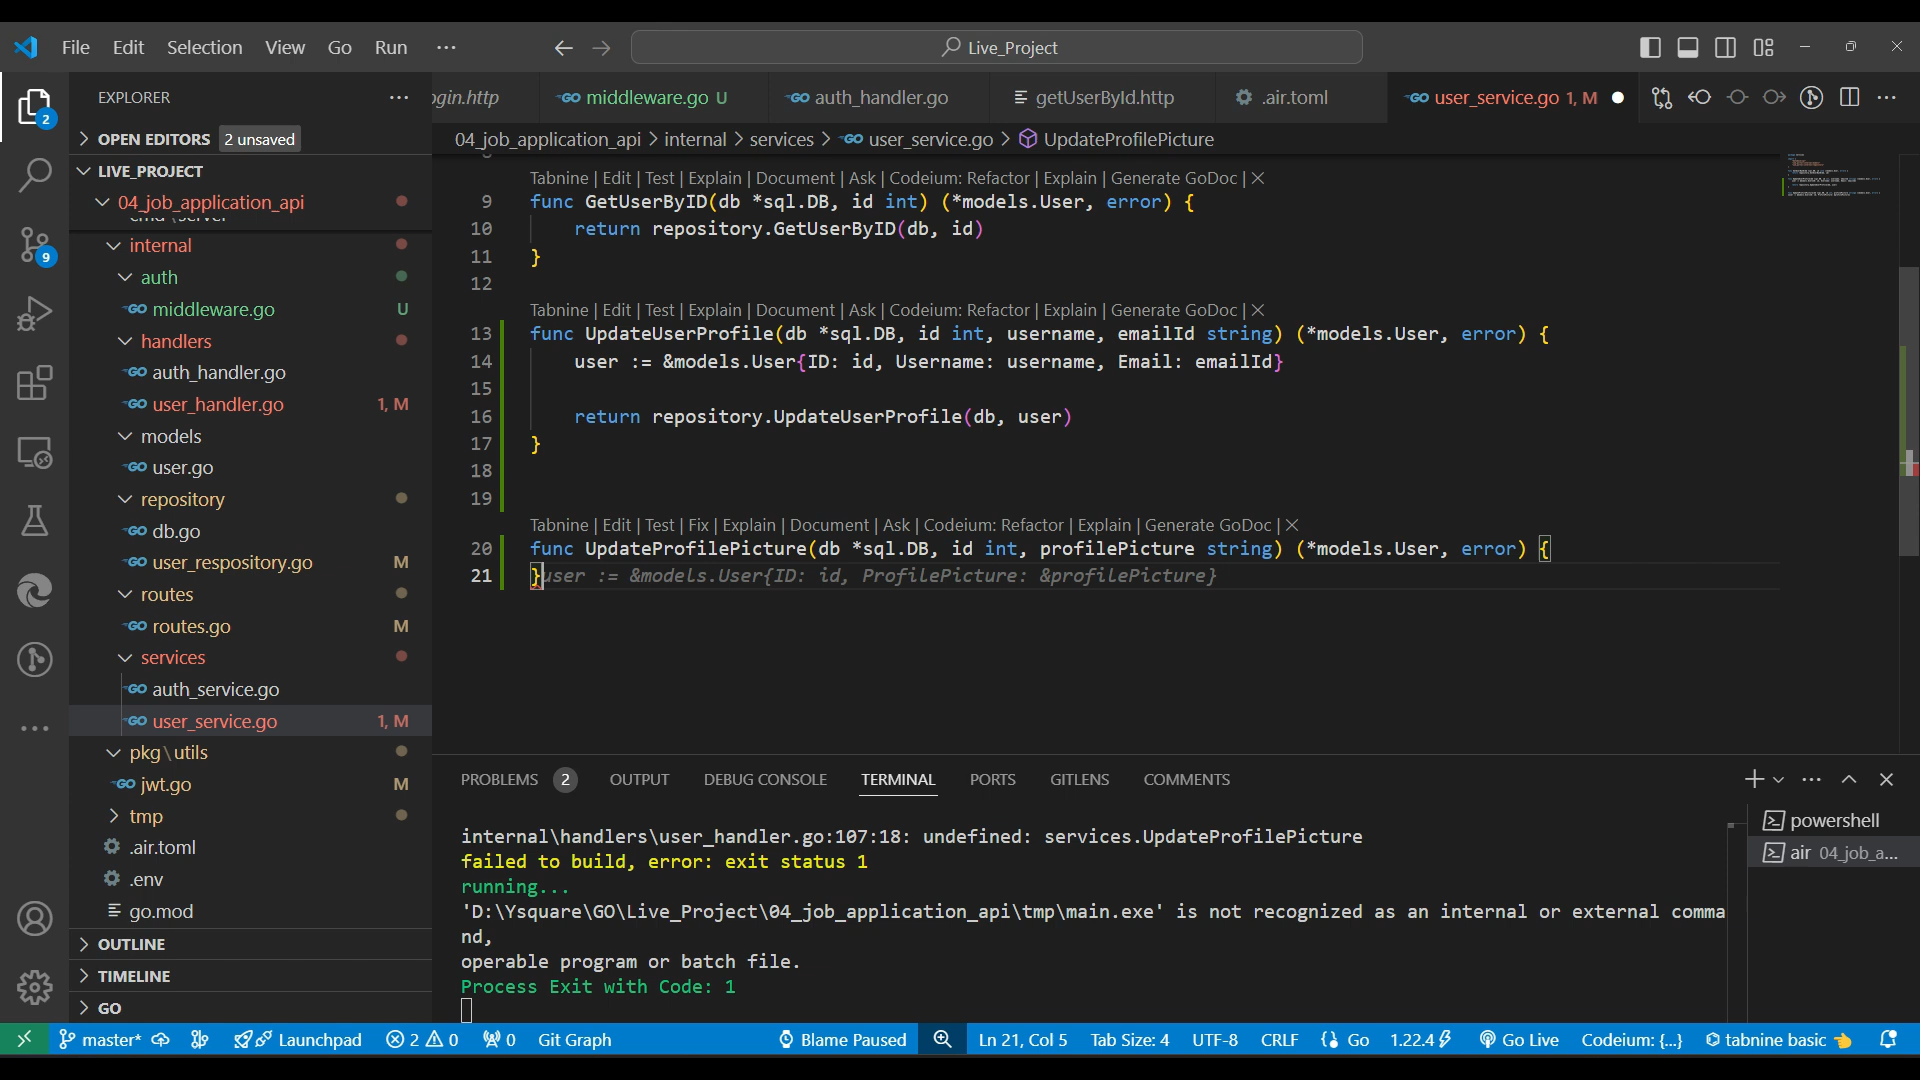 File Edit Selection View Go Run ···
Live_Project
EXPLORER ···
ogin.http
middleware.go U
auth_handler.go
getUserById.http
.air.toml
user_service.go 1, M
OPEN EDITORS 2 unsaved
04_job_application_api > internal > services > user_service.go > UpdateProfilePicture
LIVE_PROJECT
04_job_application_api
cmd \server
internal
auth
middleware.go U
handlers
auth_handler.go
user_handler.go 1, M
models
user.go
repository
db.go
user_respository.go M
routes
routes.go M
services
auth_service.go
user_service.go 1, M
pkg\utils
jwt.go M
tmp
.air.toml
.env
go.mod
OUTLINE
TIMELINE
GO
2
9
Tabnine | Edit | Test | Explain | Document | Ask | Codeium: Refactor | Explain | Generate GoDoc | X
9 func GetUserByID(db *sql.DB, id int) (*models.User, error) {
10 return repository.GetUserByID(db, id)
11 }
12
Tabnine | Edit | Test | Explain | Document | Ask | Codeium: Refactor | Explain | Generate GoDoc | X
13 func UpdateUserProfile(db *sql.DB, id int, username, emailId string) (*models.User, error) {
14 user := &models.User{ID: id, Username: username, Email: emailId}
15
16 return repository.UpdateUserProfile(db, user)
17 }
18
19
Tabnine | Edit | Test | Fix | Explain | Document | Ask | Codeium: Refactor | Explain | Generate GoDoc | X
20 func UpdateProfilePicture(db *sql.DB, id int, profilePicture string) (*models.User, error) {
21 }user := &models.User{ID: id, ProfilePicture: &profilePicture}
PROBLEMS 2 OUTPUT DEBUG CONSOLE TERMINAL PORTS GITLENS COMMENTS
internal\handlers\user_handler.go:107:18: undefined: services.UpdateProfilePicture
failed to build, error: exit status 1
running...
'D:\Ysquare\GO\Live_Project\04_job_application_api\tmp\main.exe' is not recognized as an internal or external comma
nd,
operable program or batch file.
Process Exit with Code: 1
powershell
air 04_job_a...
master* Launchpad 2 0 0 Git Graph Blame Paused Ln 21, Col 5 Tab Size: 4 UTF-8 CRLF Go 1.22.4 Go Live Codeium: {...} tabnine basic